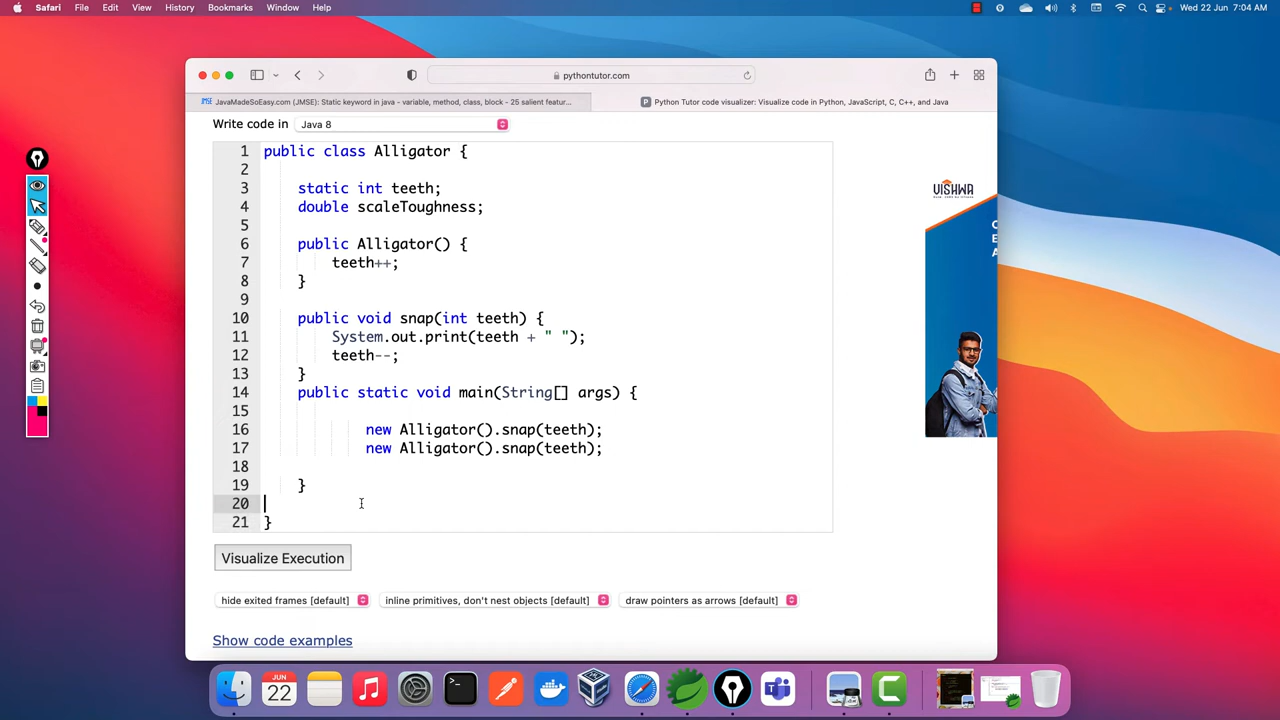 Safari File Edit View History Bookmarks Window Help Wed 22 Jun 7:04 AM
pythontutor.com
JMSE JavaMadeSoEasy.com (JMSE): Static keyword in java - variable, method, class, block - 25 salient featur...
P Python Tutor code visualizer: Visualize code in Python, JavaScript, C, C++, and Java
Write code in Java 8
1 public class Alligator {
2
3 static int teeth;
4 double scaleToughness;
5
6 public Alligator() {
7 teeth++;
8 }
9
10 public void snap(int teeth) {
11 System.out.print(teeth + " ");
12 teeth--;
13 }
14 public static void main(String[] args) {
15
16 new Alligator().snap(teeth);
17 new Alligator().snap(teeth);
18
19 }
20
21 }
VISHWA
C
E
A
Visualize Execution
hide exited frames [default] inline primitives, don't nest objects [default] draw pointers as arrows [default]
Show code examples
JUN
22